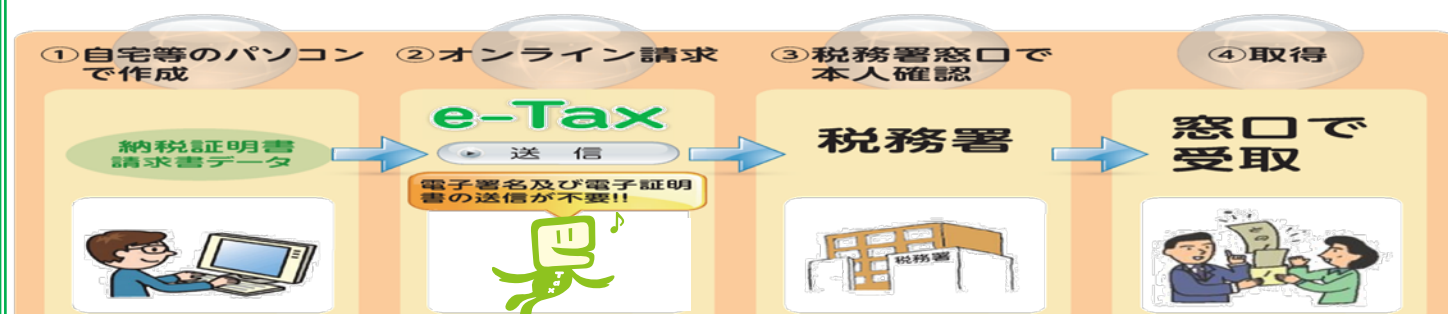 ①自宅等のパソコン
で作成
②オンライン請求
③税務署窓口で
本人確認
④取得
納税証明書
請求書データ
e-Tax
送 信
電子署名及び電子証明
書の送信が不要!!
税務署
税務署
窓口で
受取